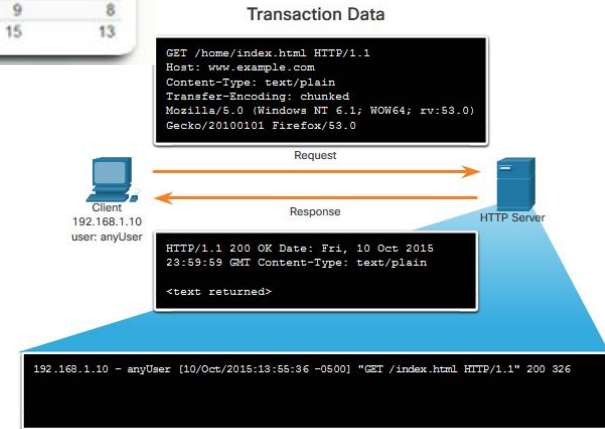 9 8
15 13
Transaction Data
GET /home/index.html HTTP/1.1
Host: www.example.com
Content-Type: text/plain
Transfer-Encoding: chunked
Mozilla/5.0 (Windows NT 6.1; WOW64; rv:53.0)
Gecko/20100101 Firefox/53.0
Request
Client
192.168.1.10
user: anyUser
Response
HTTP Server
HTTP/1.1 200 OK Date: Fri, 10 Oct 2015
23:59:59 GMT Content-Type: text/plain
<text returned>
192.168.1.10 - anyUser [10/Oct/2015:13:55:36 -0500] "GET /index.html HTTP/1.1" 200 326